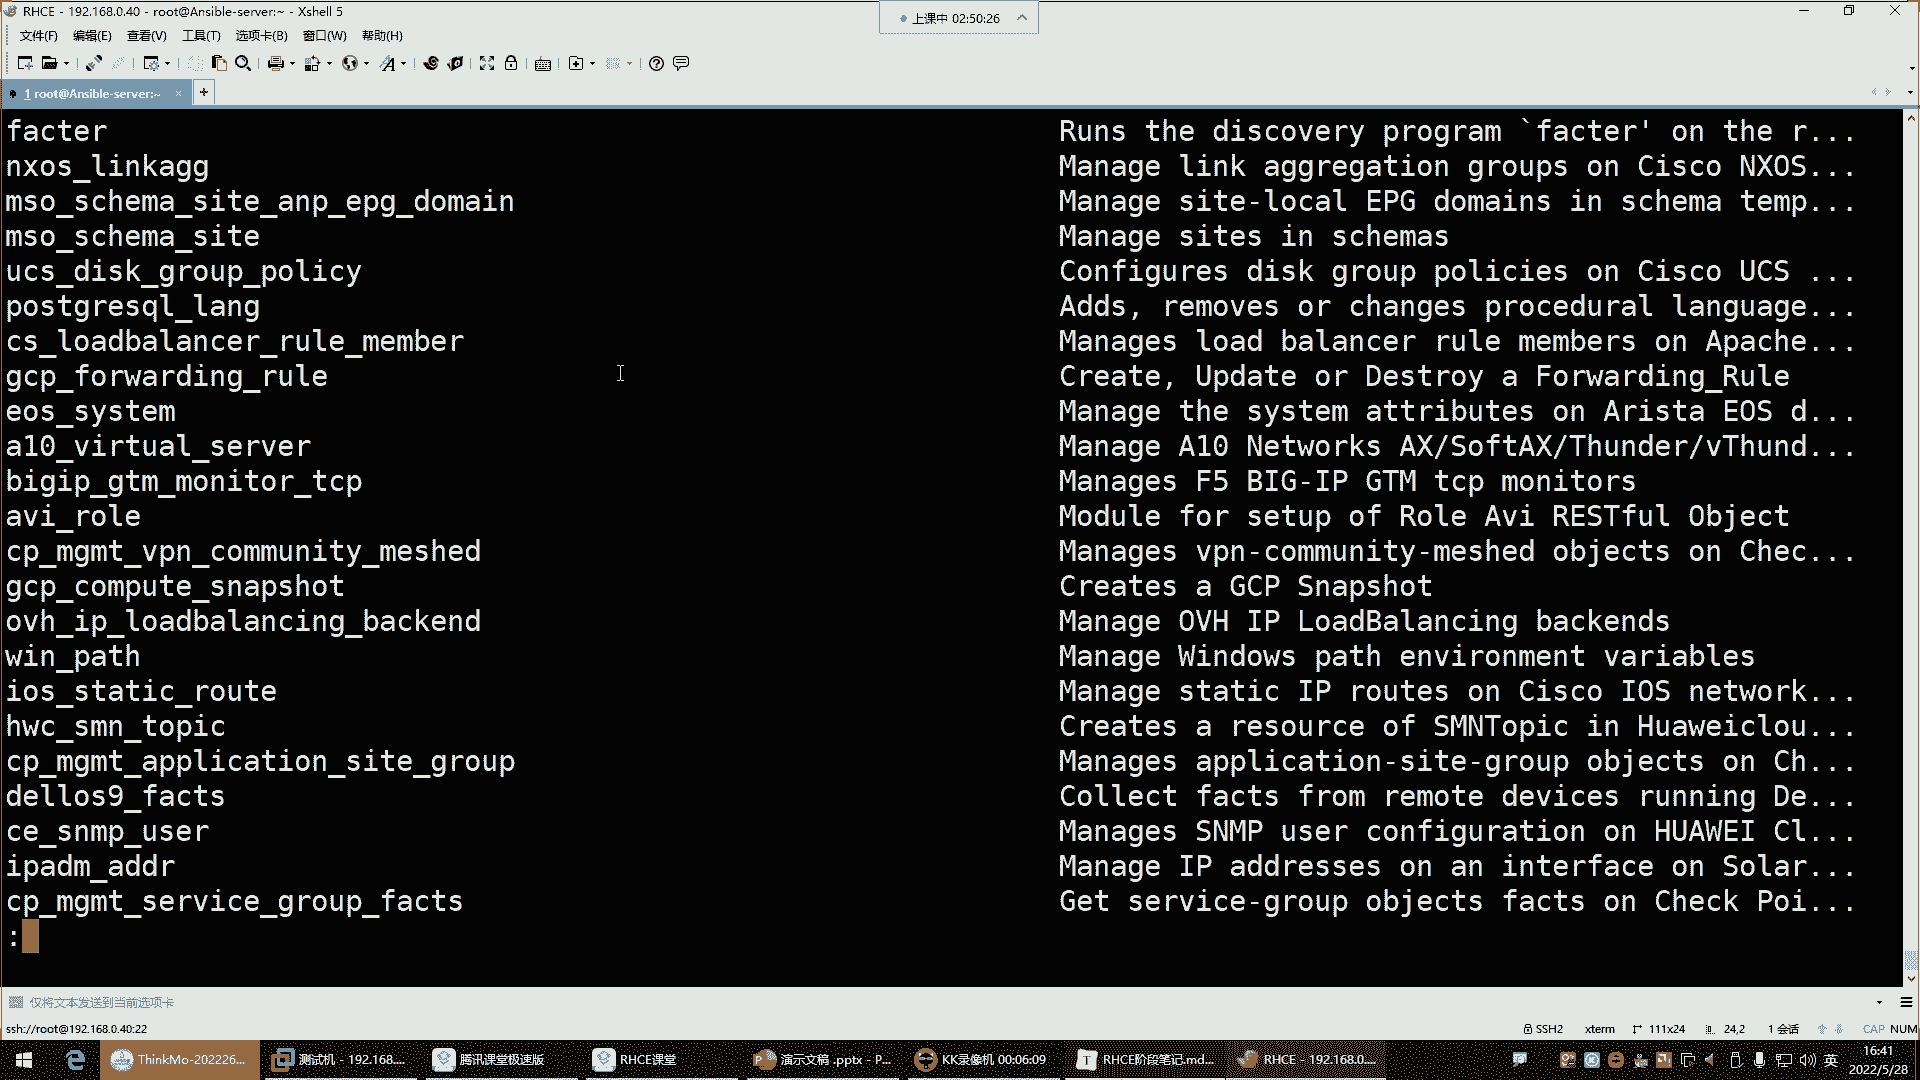 RHCE - 192.168.0.40 - root@Ansible-server:~ - Xshell 5
上课中 02:50:26
文件(F) 编辑(E) 查看(V) 工具(T) 选项卡(B) 窗口(W) 帮助(H)
1 root@Ansible-server:~ × +
facter Runs the discovery program `facter' on the r...
nxos_linkagg Manage link aggregation groups on Cisco NXOS...
mso_schema_site_anp_epg_domain Manage site-local EPG domains in schema temp...
mso_schema_site Manage sites in schemas
ucs_disk_group_policy Configures disk group policies on Cisco UCS ...
postgresql_lang Adds, removes or changes procedural language...
cs_loadbalancer_rule_member Manages load balancer rule members on Apache...
gcp_forwarding_rule Create, Update or Destroy a Forwarding_Rule
eos_system Manage the system attributes on Arista EOS d...
a10_virtual_server Manage A10 Networks AX/SoftAX/Thunder/vThund...
bigip_gtm_monitor_tcp Manages F5 BIG-IP GTM tcp monitors
avi_role Module for setup of Role Avi RESTful Object
cp_mgmt_vpn_community_meshed Manages vpn-community-meshed objects on Chec...
gcp_compute_snapshot Creates a GCP Snapshot
ovh_ip_loadbalancing_backend Manage OVH IP LoadBalancing backends
win_path Manage Windows path environment variables
ios_static_route Manage static IP routes on Cisco IOS network...
hwc_smn_topic Creates a resource of SMNTopic in Huaweiclou...
cp_mgmt_application_site_group Manages application-site-group objects on Ch...
dellos9_facts Collect facts from remote devices running De...
ce_snmp_user Manages SNMP user configuration on HUAWEI Cl...
ipadm_addr Manage IP addresses on an interface on Solar...
cp_mgmt_service_group_facts Get service-group objects facts on Check Poi...
:
仅将文本发送到当前选项卡
ssh://root@192.168.0.40:22 SSH2 xterm 111x24 24,2 1 会话 CAP NUM
ThinkMo-202226... 测试机 - 192.168.... 腾讯课堂极速版 RHCE课堂 演示文稿 .pptx - P... KK录像机 00:06:09 RHCE阶段笔记.md... RHCE - 192.168.0.... 英 16:41
2022/5/28